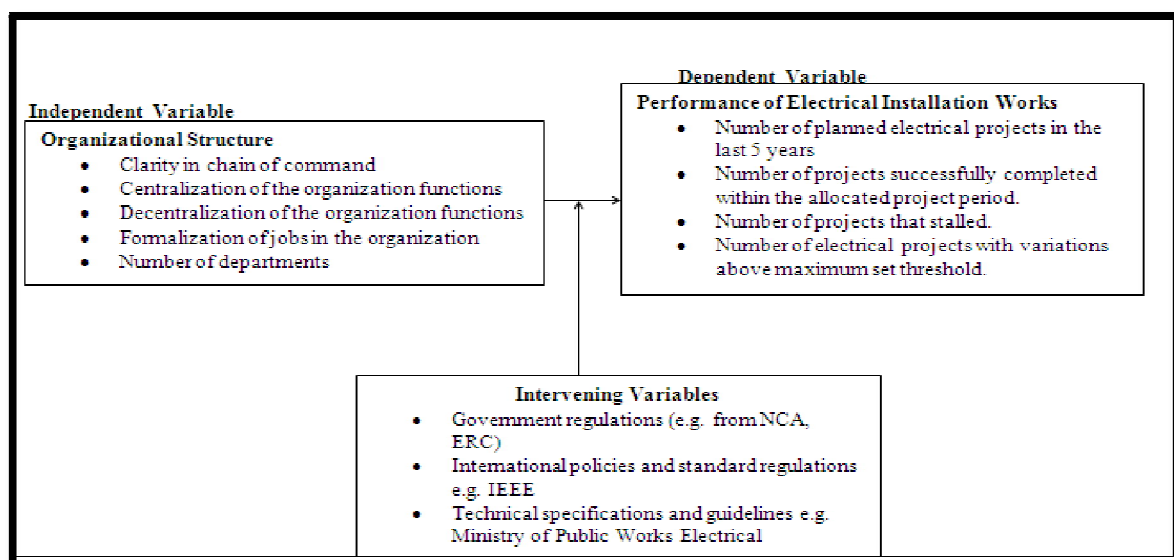 Dependent Variable
Independent Variable
Performance of Electrical Installation Works
• Number of planned electrical projects in the
last 5 years
• Number of projects successfully completed
within the allocated project period.
• Number of projects that stalled.
• Number of electrical projects with variations
above maximum set threshold.
Organizational Structure
• Clarity in chain of command
• Centralization of the organization functions
• Decentralization of the organization functions
• Formalization of jobs in the organization
• Number of departments
Intervening Variables
• Government regulations (e.g. from NCA,
ERC)
• International policies and standard regulations
e.g. IEEE
• Technical specifications and guidelines e.g.
Ministry of Public Works Electrical